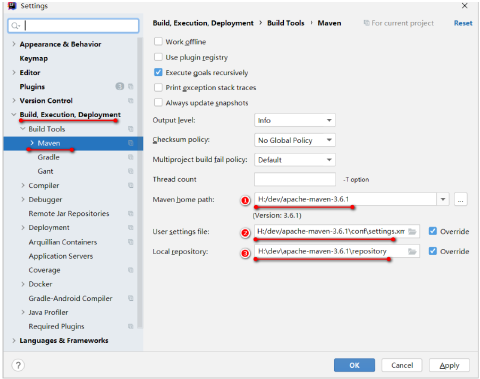 Settings
Build, Execution, Deployment › Build Tools › Maven
For current project
Reset
Appearance & Behavior
Keymap
Editor
Plugins
Version Control
Build, Execution, Deployment
Build Tools
Maven
Gradle
Gant
Compiler
Debugger
Remote Jar Repositories
Deployment
Arquillian Containers
Application Servers
Coverage
Docker
Gradle-Android Compiler
Java Profiler
Required Plugins
Languages & Frameworks
Work offline
Use plugin registry
Execute goals recursively
Print exception stack traces
Always update snapshots
Output level: Info
Checksum policy: No Global Policy
Multiproject build fail policy: Default
Thread count -T option
Maven home path: 1 H:/dev/apache-maven-3.6.1 ...
(Version: 3.6.1)
User settings file: 2 H:/dev/apache-maven-3.6.1\conf\settings.xm Override
Local repository: 3 H:\dev\apache-maven-3.6.1\repository Override
?
OK
Cancel
Apply